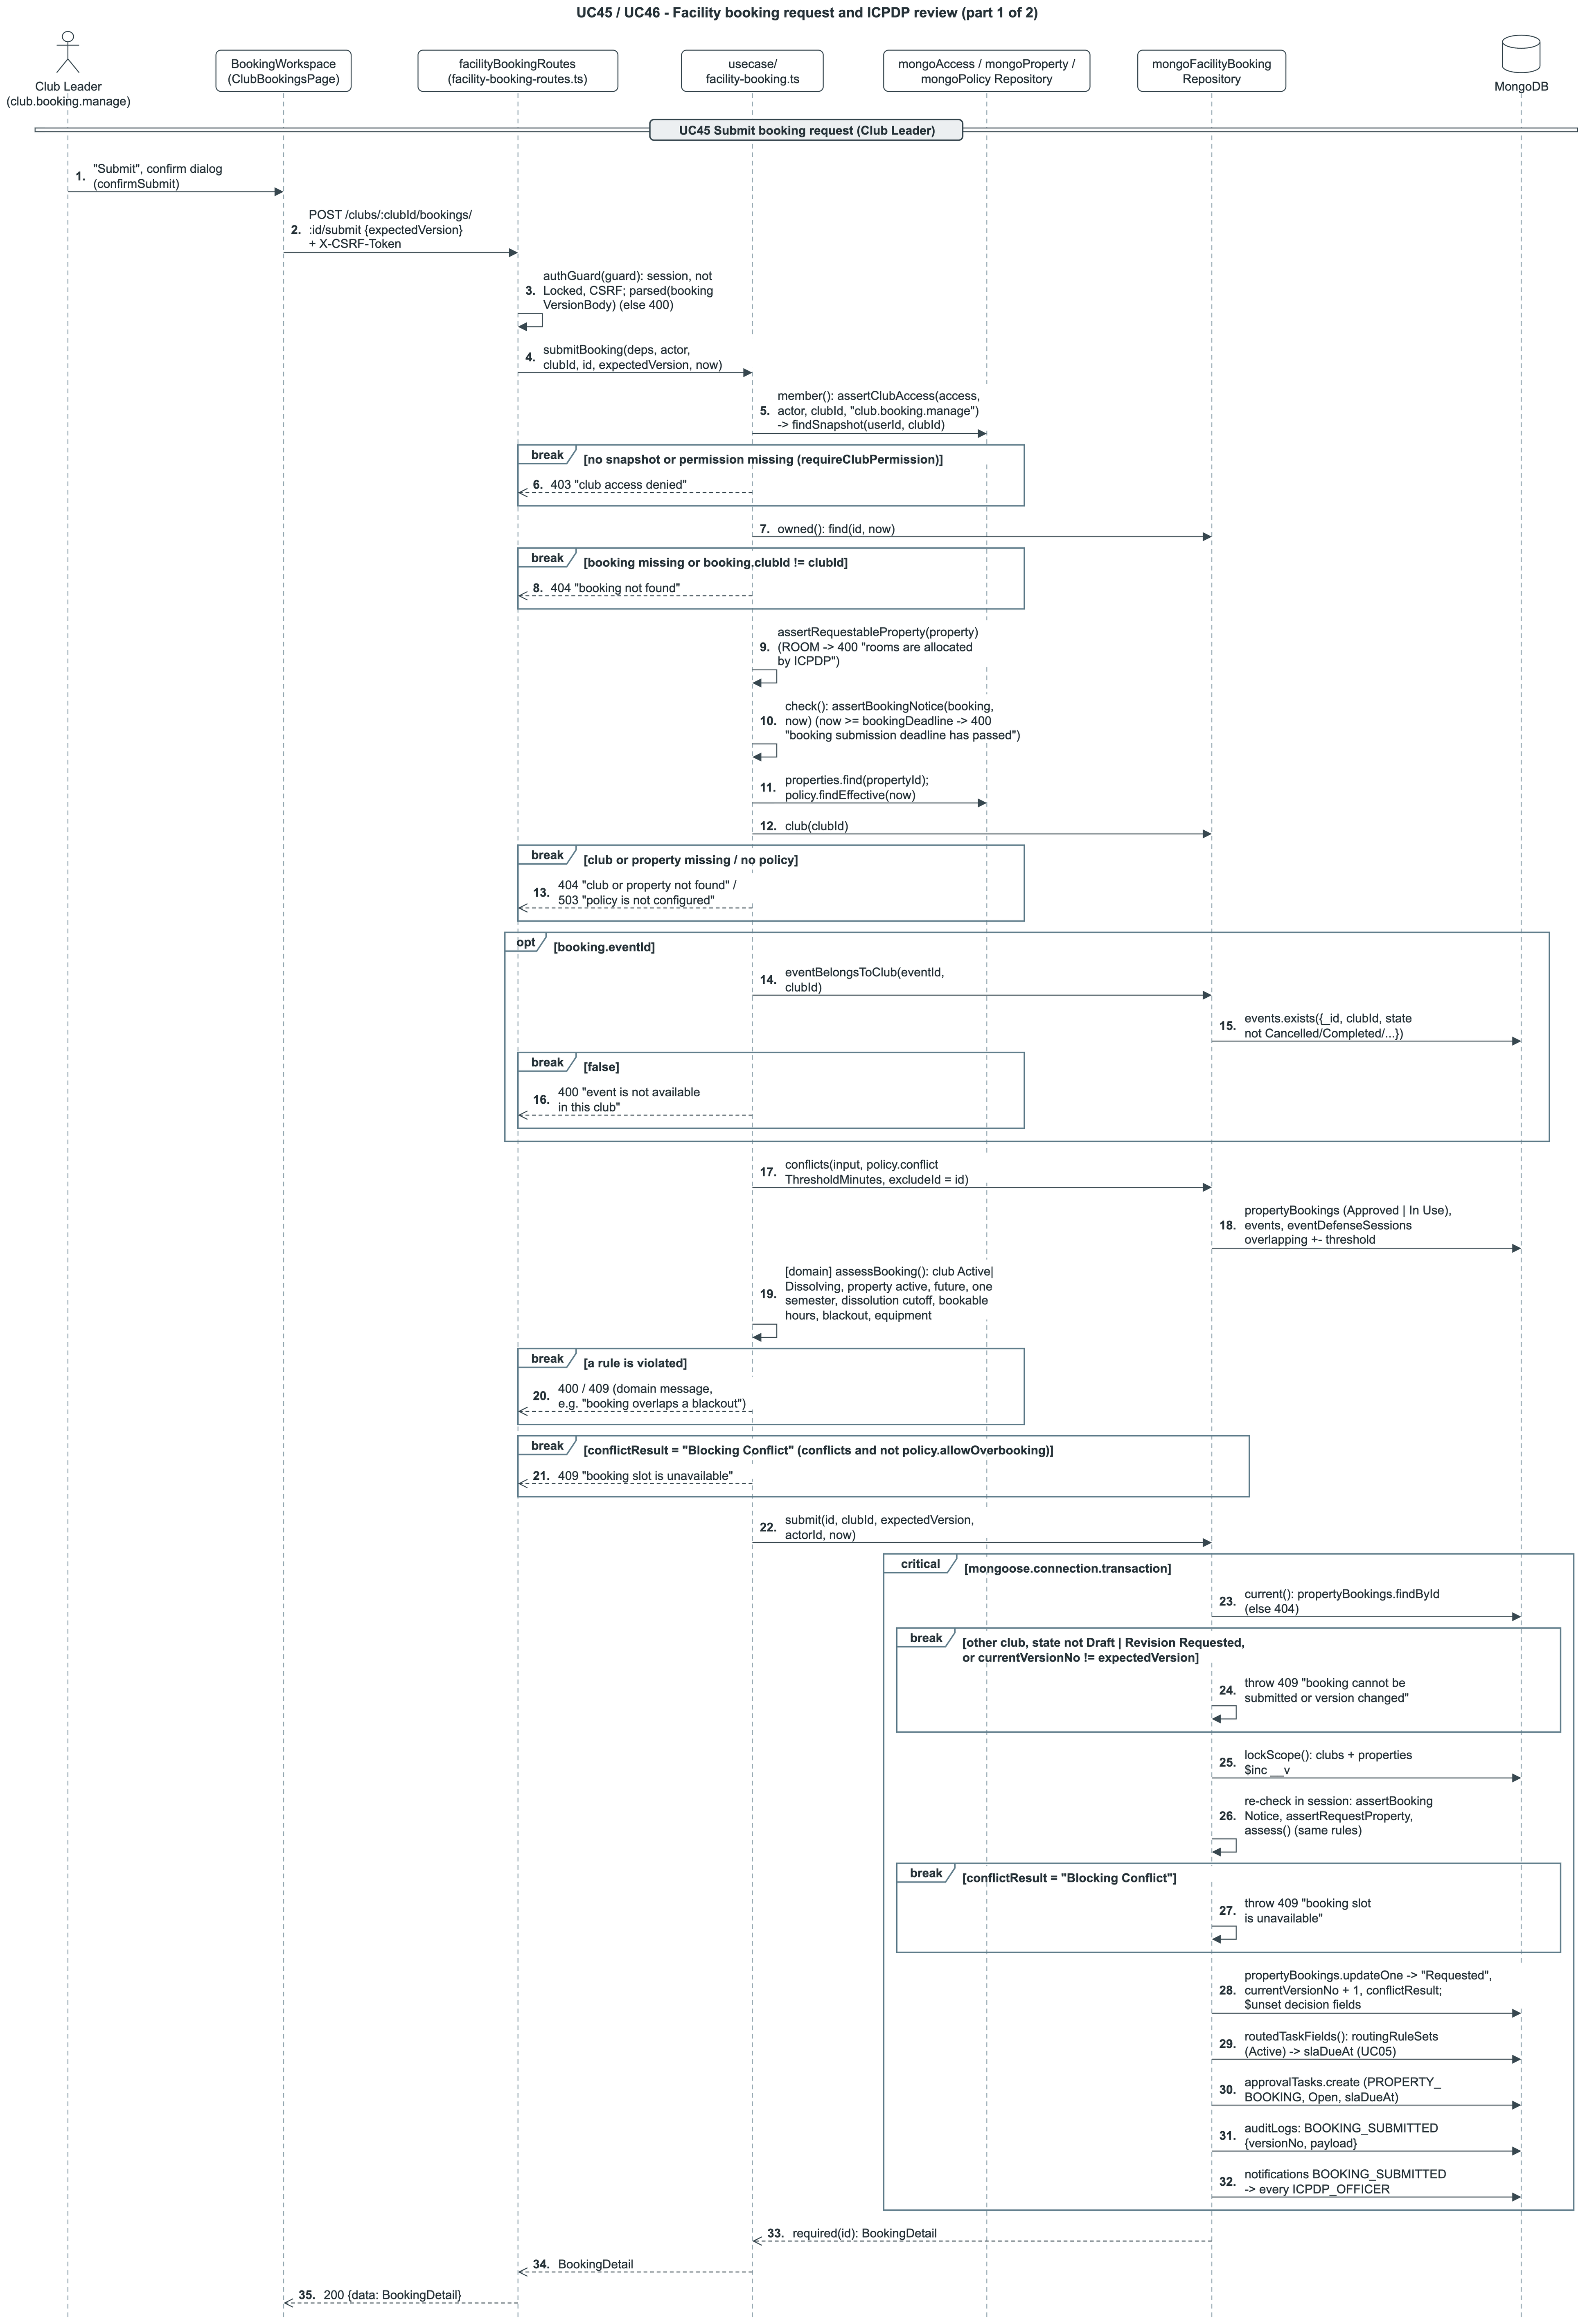 UC45 / UC46 - Facility booking request and ICPDP review (part 1 of 2)
Club Leader
(club.booking.manage)
BookingWorkspace
(ClubBookingsPage)
facilityBookingRoutes
(facility-booking-routes.ts)
usecase/
facility-booking.ts
mongoAccess / mongoProperty /
mongoPolicy Repository
mongoFacilityBooking
Repository
MongoDB
UC45 Submit booking request (Club Leader)
1. "Submit", confirm dialog
(confirmSubmit)
2. POST /clubs/:clubId/bookings/
:id/submit {expectedVersion}
+ X-CSRF-Token
3. authGuard(guard): session, not
Locked, CSRF; parsed(booking
VersionBody) (else 400)
4. submitBooking(deps, actor,
clubId, id, expectedVersion, now)
5. member(): assertClubAccess(access,
actor, clubId, "club.booking.manage")
-> findSnapshot(userId, clubId)
break [no snapshot or permission missing (requireClubPermission)]
6. 403 "club access denied"
7. owned(): find(id, now)
break [booking missing or booking.clubId != clubId]
8. 404 "booking not found"
9. assertRequestableProperty(property)
(ROOM -> 400 "rooms are allocated
by ICPDP")
10. check(): assertBookingNotice(booking,
now) (now >= bookingDeadline -> 400
"booking submission deadline has passed")
11. properties.find(propertyId);
policy.findEffective(now)
12. club(clubId)
break [club or property missing / no policy]
13. 404 "club or property not found" /
503 "policy is not configured"
opt [booking.eventId]
14. eventBelongsToClub(eventId,
clubId)
15. events.exists({_id, clubId, state
not Cancelled/Completed/...})
break [false]
16. 400 "event is not available
in this club"
17. conflicts(input, policy.conflict
ThresholdMinutes, excludeId = id)
18. propertyBookings (Approved | In Use),
events, eventDefenseSessions
overlapping +- threshold
19. [domain] assessBooking(): club Active|
Dissolving, property active, future, one
semester, dissolution cutoff, bookable
hours, blackout, equipment
break [a rule is violated]
20. 400 / 409 (domain message,
e.g. "booking overlaps a blackout")
break [conflictResult = "Blocking Conflict" (conflicts and not policy.allowOverbooking)]
21. 409 "booking slot is unavailable"
22. submit(id, clubId, expectedVersion,
actorId, now)
critical [mongoose.connection.transaction]
23. current(): propertyBookings.findById
(else 404)
break [other club, state not Draft | Revision Requested,
or currentVersionNo != expectedVersion]
24. throw 409 "booking cannot be
submitted or version changed"
25. lockScope(): clubs + properties
$inc __v
26. re-check in session: assertBooking
Notice, assertRequestProperty,
assess() (same rules)
break [conflictResult = "Blocking Conflict"]
27. throw 409 "booking slot
is unavailable"
28. propertyBookings.updateOne -> "Requested",
currentVersionNo + 1, conflictResult;
$unset decision fields
29. routedTaskFields(): routingRuleSets
(Active) -> slaDueAt (UC05)
30. approvalTasks.create (PROPERTY_
BOOKING, Open, slaDueAt)
31. auditLogs: BOOKING_SUBMITTED
{versionNo, payload}
32. notifications BOOKING_SUBMITTED
-> every ICPDP_OFFICER
33. required(id): BookingDetail
34. BookingDetail
35. 200 {data: BookingDetail}